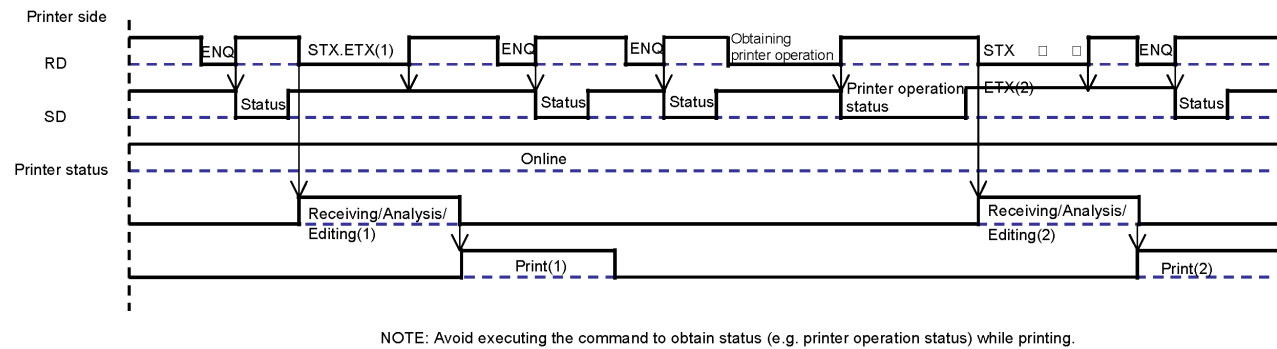 Printer side
RD
ENQ
STX.ETX(1)
ENQ
ENQ
Obtaining
printer operation
STX □ □
ETX(2)
ENQ
SD
Status
Status
Status
Printer operation
status
Status
Printer status
Online
Receiving/Analysis/
Editing(1)
Receiving/Analysis/
Editing(2)
Print(1)
Print(2)
NOTE: Avoid executing the command to obtain status (e.g. printer operation status) while printing.